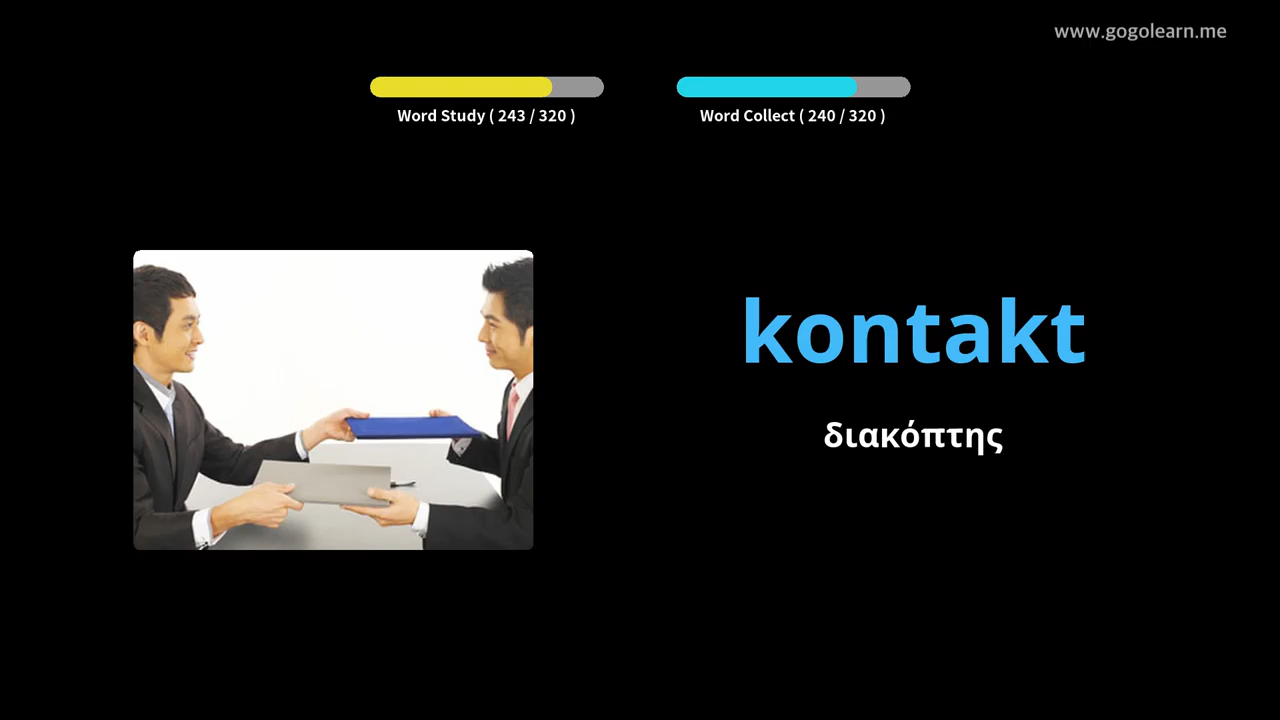 www.gogolearn.me
Word Study ( 243 / 320 )
Word Collect ( 240 / 320 )
kontakt
διακόπτης